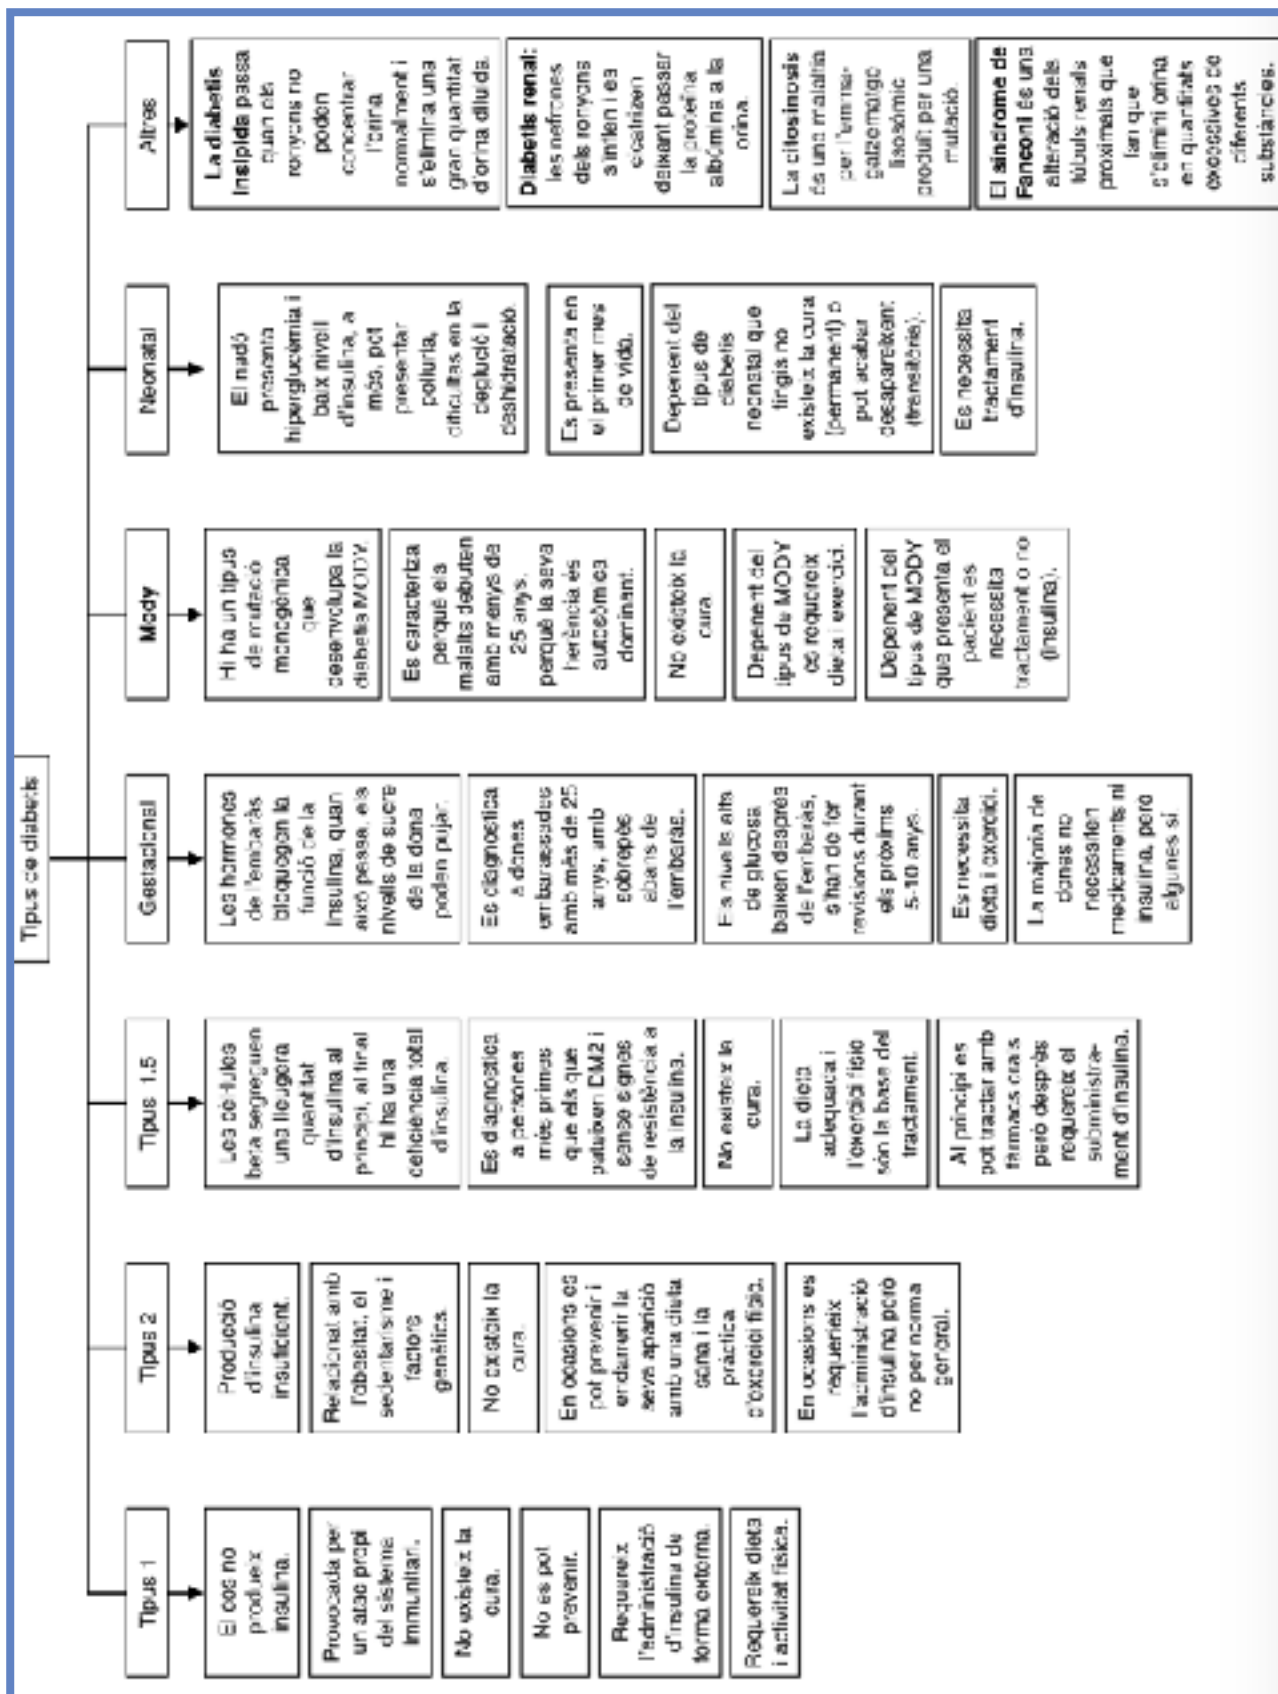 Tipus de diabetis
Tipus 1
El cos no
produeix
insulina.
Provocada per
un atac propi
del sistema
immunitari.
No existeix la
cura.
No es pot
prevenir.
Requereix
l'administració
d'insulina de
forma externa.
Requereix dieta
i activitat física.
Tipus 2
Producció
d'insulina
insuficient.
Relacionat amb
l'obesitat, el
sedentarisme i
factors
genètics.
No existeix la
cura.
En ocasions es
pot prevenir i
endarrerir la
seva aparició
amb una dieta
sana i la
pràctica
d'exercici físic.
En ocasions es
requereix
l'administració
d'insulina però
no per norma
general.
Tipus 1.5
Les cèl·lules
beta segreguen
una lleugera
quantitat
d'insulina al
principi, al final
hi ha una
deficiència total
d'insulina.
Es diagnostica
a persones
més primes
que els que
pateixen DM2 i
sense signes
de resistència a
la insulina.
No existeix la
cura.
La dieta
adequada i
l'exercici físic
són la base del
tractament.
Al principi es
pot tractar amb
fàrmacs orals
però desprès
requereix el
subministra-
ment d'insulina.
Gestacional
Les hormones
de l'embaràs
bloquegen la
funció de la
insulina, quan
això passa, els
nivells de sucre
de la dona
poden pujar.
Es diagnostica
a dones
embarassades
amb més de 25
anys, amb
sobrepès
abans de
l'embaràs.
Els nivells alts
de glucosa
baixen desprès
de l'embaràs,
s'han de fer
revisions durant
els pròxims
5-10 anys.
Es necessita
dieta i exercici.
La majoria de
dones no
necessiten
medicaments ni
insulina, però
algunes sí.
Mody
Hi ha un tipus
de mutació
monogènica
que
desenvolupa la
diabetis MODY.
Es caracteriza
perquè els
malalts debuten
amb menys de
25 anys.
perquè la seva
herència és
autosòmica
dominant.
No existeix la
cura.
Depenent del
tipus de MODY
es requereix
dieta i exercici.
Depenent del
tipus de MODY
que presenta el
pacient es
necessita
tractament o no
(insulina).
Neonatal
El nadó
presenta
hiperglucèmia i
baix nivell
d'insulina, a
més, pot
presentar
poliúria,
dificultas en la
deglució i
deshidratació.
Es presenta en
el primer mes
de vida.
Depenent del
tipus de
diabetis
neonatal que
tingis no
existeix la cura
(permanent) o
pot acabar
desapareixent
(transitòria).
Es necessita
tractament
d'insulina.
Altres
La diabetis
insípida passa
quan els
ronyons no
poden
concentrar
l'orina
normalment i
s'elimina una
gran quantitat
d'orina diluïda.
Diabetis renal:
les nefrones
dels ronyons
s'inflen i es
cicatrizen
deixant passar
la proteïna
albúmina a la
orina.
La citosinosis
és una malaltia
per
lisosòmic
produït per una
mutació.
El síndrome de
Fanconi és una
alteració dels
túbuls renals
proximals que
fan que
s'elimini orina
en quantitats
excessives de
diferents
substàncies.